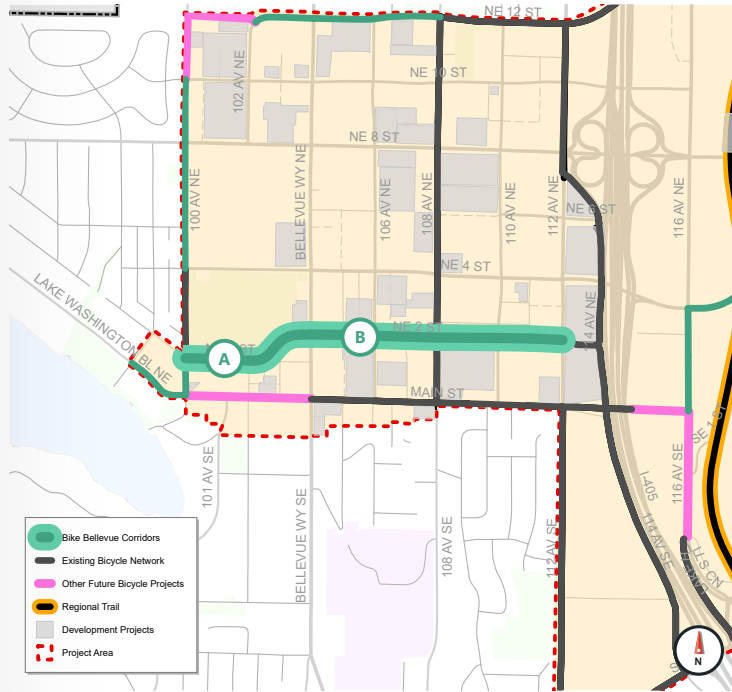 NE 12 ST
102 AV NE
NE 10 ST
NE 8 ST
100 AV NE
BELLEVUE WY NE
106 AV NE
108 AV NE
110 AV NE
112 AV NE
116 AV NE
NE 6 ST
NE 4 ST
LAKE WASHINGTON BL NE
114 AV NE
NE 2 ST
ST
A
B
MAIN ST
SE 1 ST
101 AV SE
BELLEVUE WY SE
108 AV SE
112 AV SE
I-405
114 AV SE
116 AV SE
Bike Bellevue Corridors
Existing Bicycle Network
Other Future Bicycle Projects
Regional Trail
Development Projects
Project Area
N